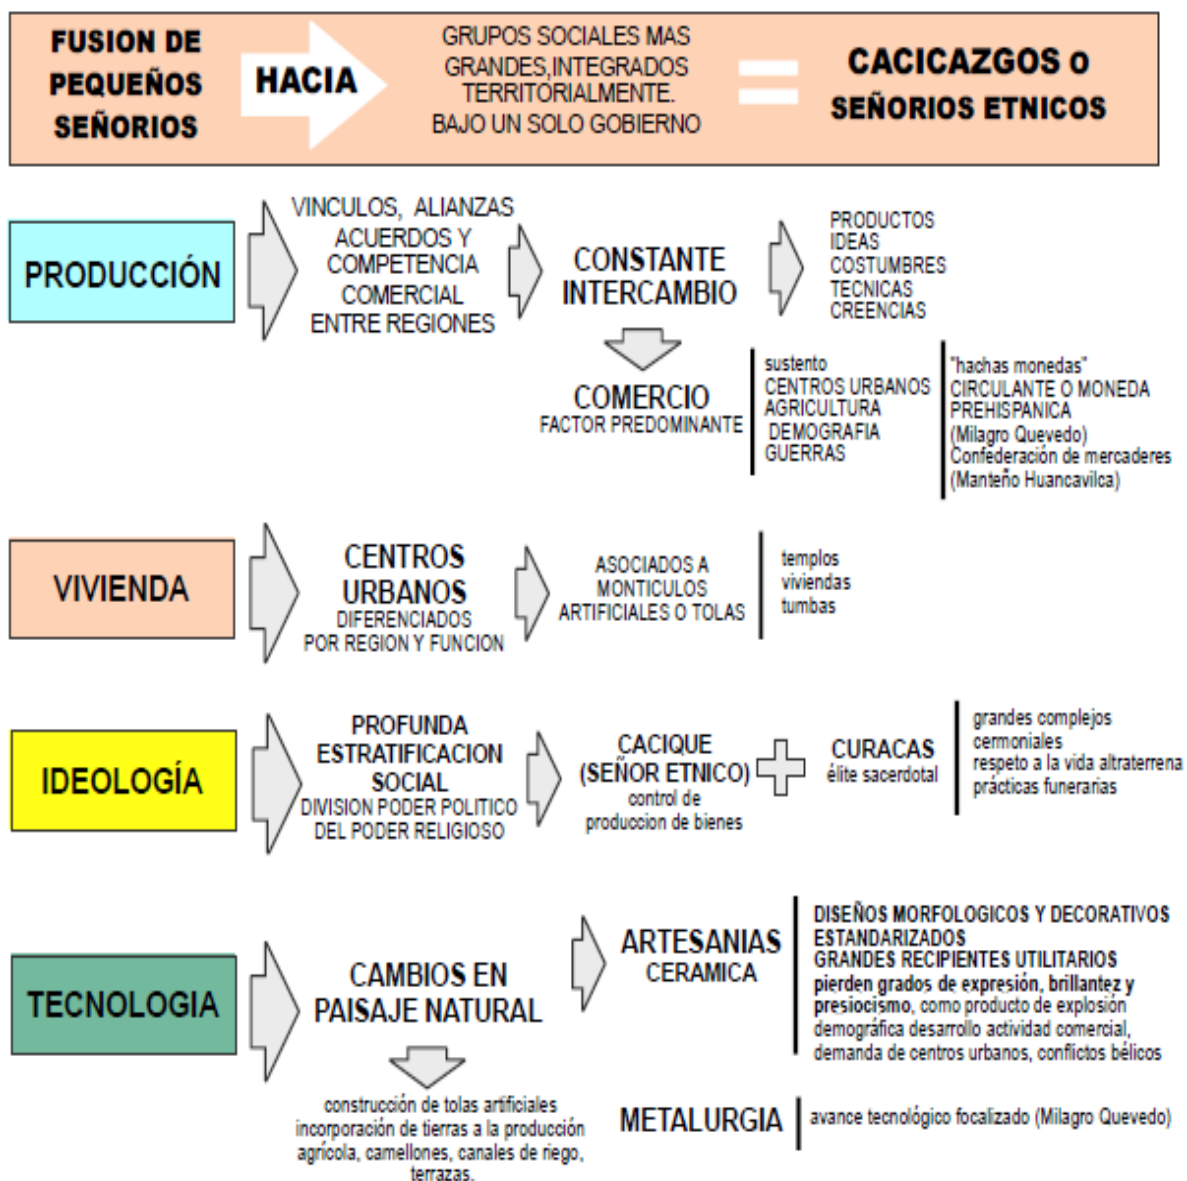 FUSION DE
PEQUEÑOS
SEÑORIOS
HACIA
GRUPOS SOCIALES MAS
GRANDES,INTEGRADOS
TERRITORIALMENTE.
BAJO UN SOLO GOBIERNO
CACICAZGOS O
SEÑORIOS ETNICOS
PRODUCCIÓN
VINCULOS, ALIANZAS
ACUERDOS Y
COMPETENCIA
COMERCIAL
ENTRE REGIONES
CONSTANTE
INTERCAMBIO
PRODUCTOS
IDEAS
COSTUMBRES
TECNICAS
CREENCIAS
COMERCIO
FACTOR PREDOMINANTE
sustento
CENTROS URBANOS
AGRICULTURA
DEMOGRAFIA
GUERRAS
"hachas monedas"
CIRCULANTE O MONEDA
PREHISPANICA
(Milagro Quevedo)
Confederación de mercaderes
(Manteño Huancavilca)
VIVIENDA
CENTROS
URBANOS
DIFERENCIADOS
POR REGION Y FUNCION
ASOCIADOS A
MONTICULOS
ARTIFICIALES O TOLAS
templos
viviendas
tumbas
IDEOLOGÍA
PROFUNDA
ESTRATIFICACION
SOCIAL
DIVISION PODER POLITICO
DEL PODER RELIGIOSO
CACIQUE
(SEÑOR ETNICO)
control de
produccion de bienes
CURACAS
élite sacerdotal
grandes complejos
cermoniales
respeto a la vida altraterrena
prácticas funerarias
TECNOLOGIA
CAMBIOS EN
PAISAJE NATURAL
construcción de tolas artificiales
incorporación de tierras a la producción
agrícola, camellones, canales de riego,
terrazas.
ARTESANIAS
CERAMICA
DISEÑOS MORFOLOGICOS Y DECORATIVOS
ESTANDARIZADOS
GRANDES RECIPIENTES UTILITARIOS
pierden grados de expresión, brillantez y
presiocismo, como producto de explosión
demográfica desarrollo actividad comercial,
demanda de centros urbanos, conflictos bélicos
METALURGIA
avance tecnológico focalizado (Milagro Quevedo)